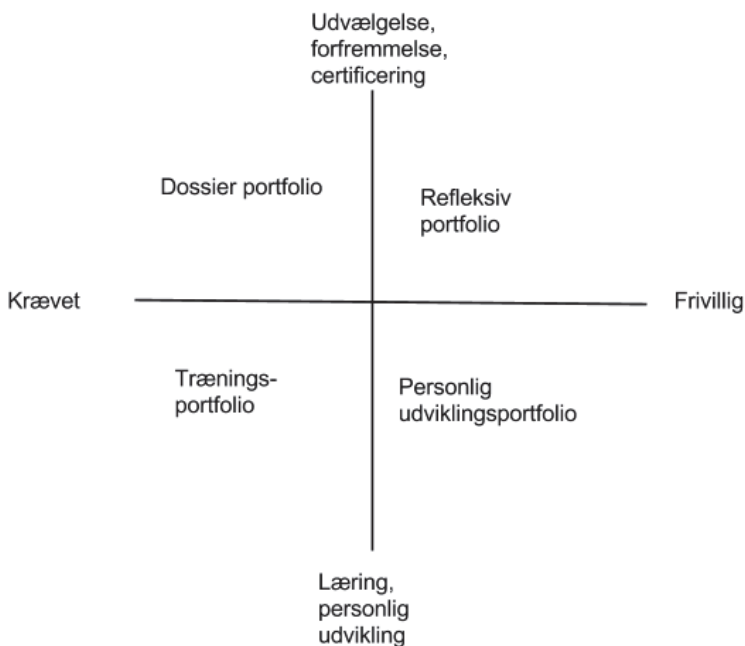 Udvælgelse,
forfremmelse,
certificering
Dossier portfolio
Refleksiv
portfolio
Krævet
Frivillig
Trænings-
portfolio
Personlig
udviklingsportfolio
Læring,
personlig
udvikling